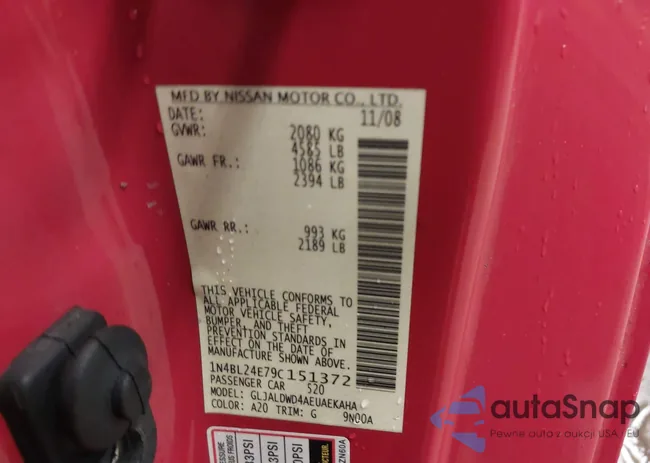 MFD BY NISSAN MOTOR CO., LTD.
DATE: 11/08
GVWR: 2080 KG
4585 LB
GAWR FR.: 1086 KG
2394 LB
GAWR RR.: 993 KG
2189 LB
THIS VEHICLE CONFORMS TO
ALL APPLICABLE FEDERAL
MOTOR VEHICLE SAFETY,
BUMPER, AND THEFT
PREVENTION STANDARDS IN
EFFECT ON THE DATE OF
MANUFACTURE SHOWN ABOVE.
1N4BL24E79C151372
PASSENGER CAR 520
MODEL: GLJALDWD4AEUAEKAHA
COLOR: A20 TRIM: G 9N00A
ZN60A
autoSnap
Pewne auta z aukcji USA i EU